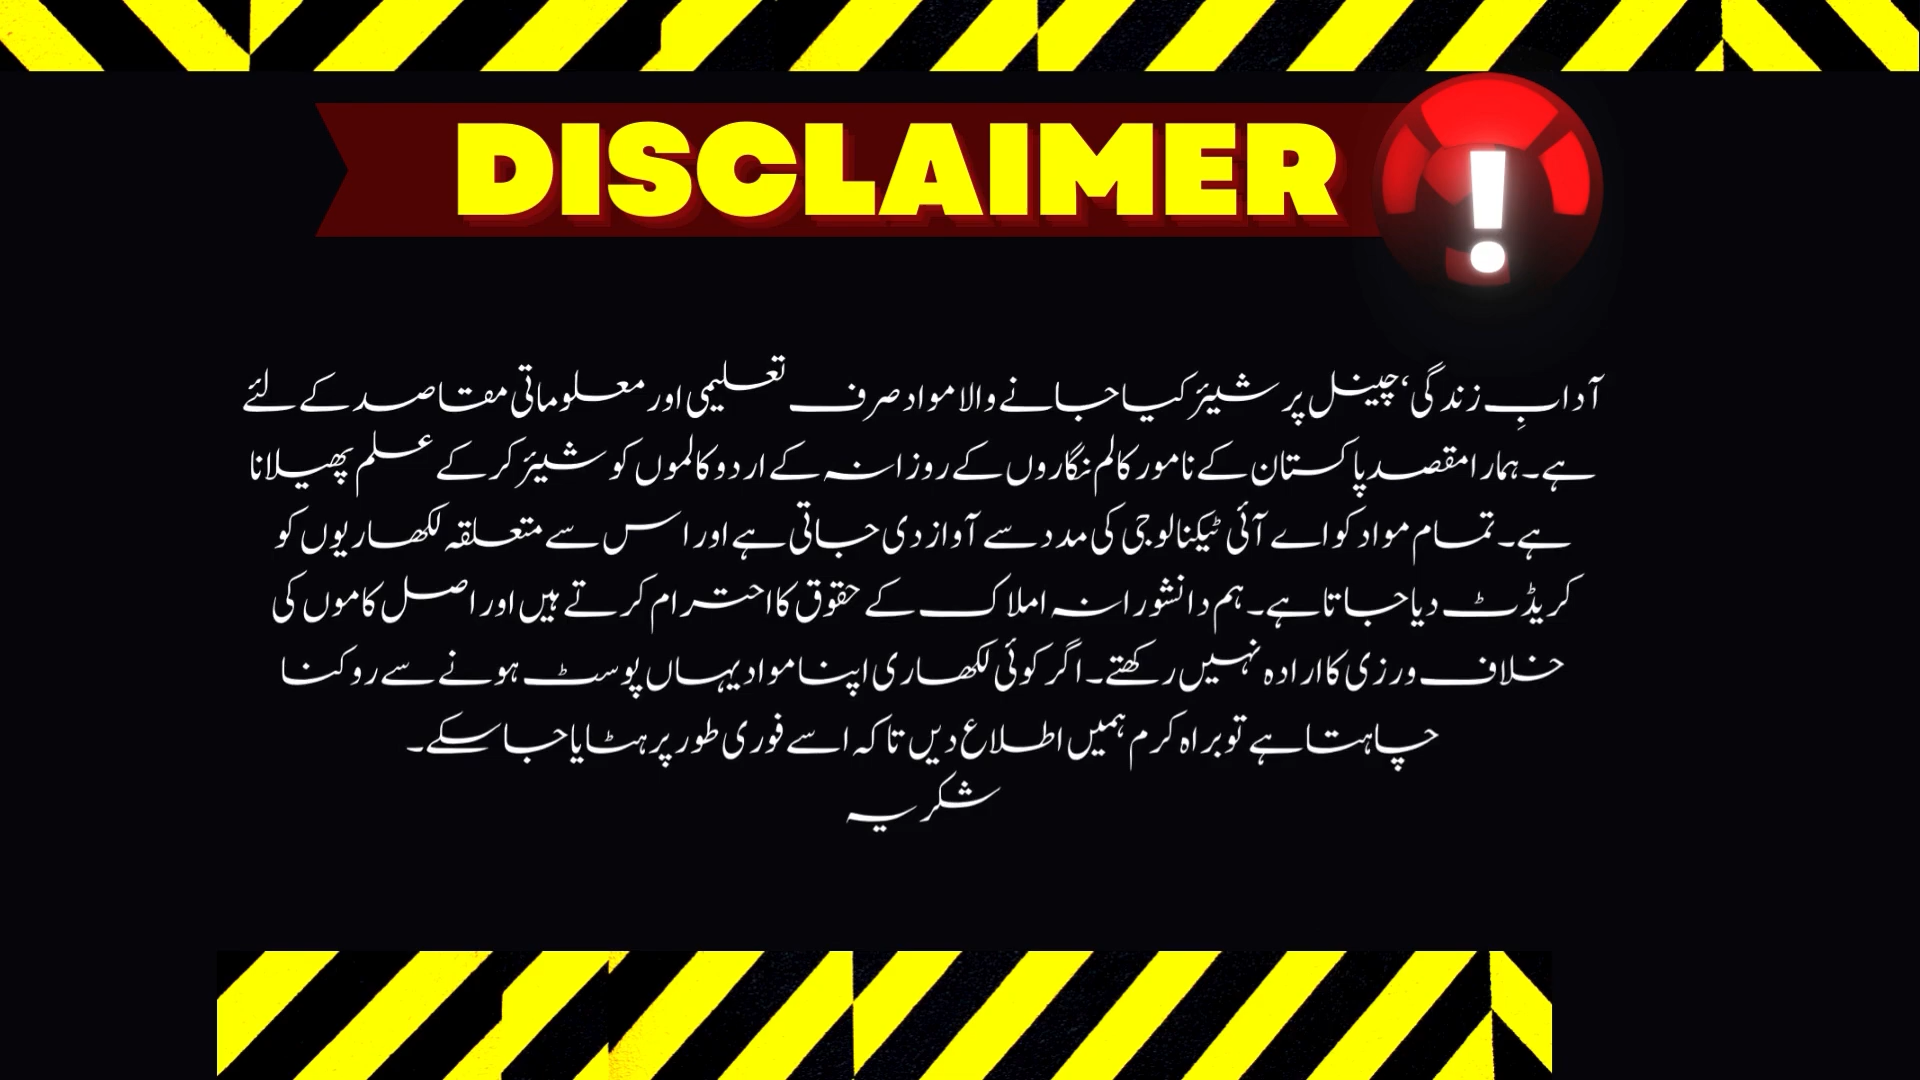 DISCLAIMER
آدابِ زندگی‘ چینل پر شیئر کیا جانے والا مواد صرف تعلیمی اور معلوماتی مقاصد کے لئے
ہے۔ ہمارا مقصد پاکستان کے نامور کالم نگاروں کے روزانہ کے اردو کالموں کو شیئر کر کے علم پھیلانا
ہے۔ تمام مواد کو اے آئی ٹیکنالوجی کی مدد سے آواز دی جاتی ہے اور اس سے متعلقہ لکھاریوں کو
کریڈٹ دیا جاتا ہے۔ ہم دانشورانہ املاک کے حقوق کا احترام کرتے ہیں اور اصل کاموں کی
خلاف ورزی کا ارادہ نہیں رکھتے۔ اگر کوئی لکھاری اپنا مواد یہاں پوسٹ ہونے سے روکنا
چاہتا ہے تو براہ کرم ہمیں اطلاع دیں تاکہ اسے فوری طور پر ہٹایا جا سکے۔
شکریہ